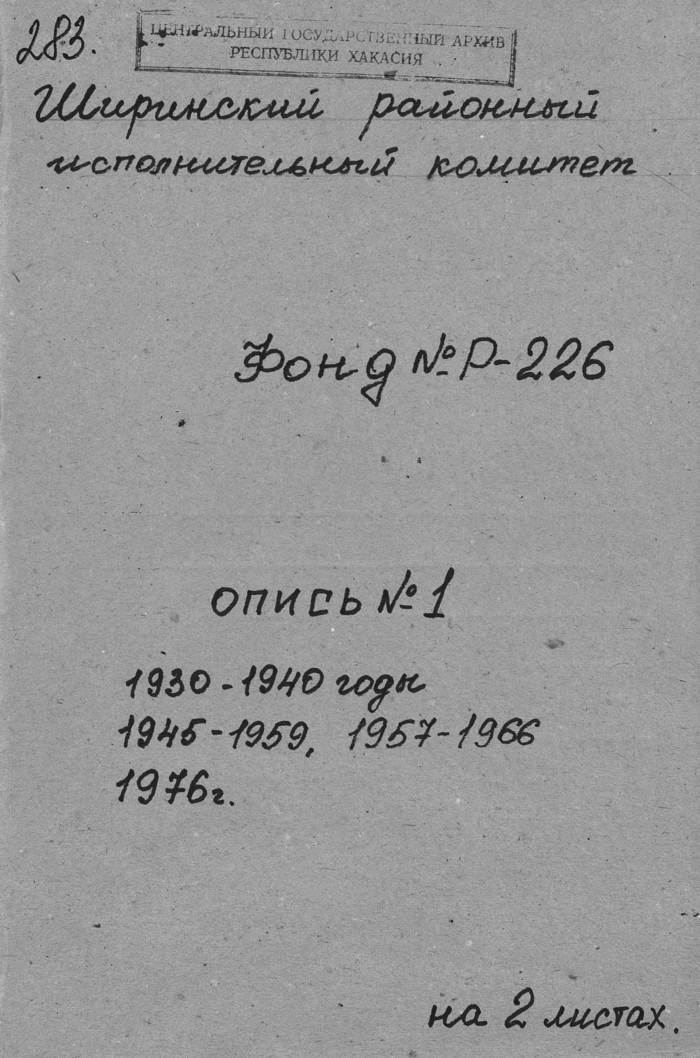 283.
ЦЕНТРАЛЬНЫЙ ГОСУДАРСТВЕННЫЙ АРХИВ
РЕСПУБЛИКИ ХАКАСИЯ
Ширинский районный
исполнительный комитет
Фонд № Р-226
опись № 1
1930-1940 годы
1945-1959, 1957-1966
1976г.
на 2 листах.